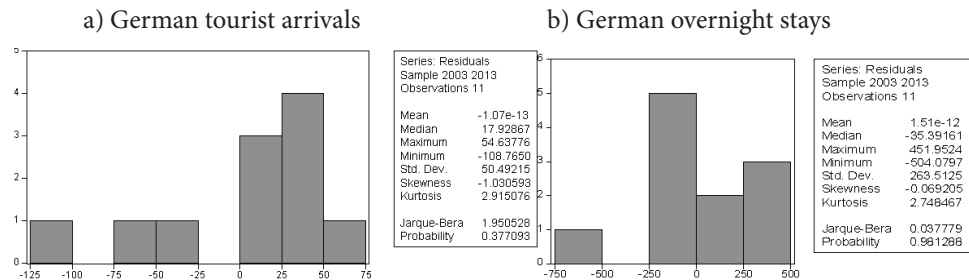 a) German tourist arrivals
b) German overnight stays
5
4
3
2
1
0
-125 -100 -75 -50 -25 0 25 50 75
Series: Residuals
Sample 2003 2013
Observations 11
Mean -1.07e-13
Median 17.92867
Maximum 54.63776
Minimum -108.7650
Std. Dev. 50.49215
Skewness -1.030593
Kurtosis 2.915076
Jarque-Bera 1.950528
Probability 0.377093
6
5
4
3
2
1
0
-750 -500 -250 0 250 500
Series: Residuals
Sample 2003 2013
Observations 11
Mean 1.51e-12
Median -35.39161
Maximum 451.9524
Minimum -504.0797
Std. Dev. 263.5125
Skewness -0.069205
Kurtosis 2.748467
Jarque-Bera 0.037779
Probability 0.981288